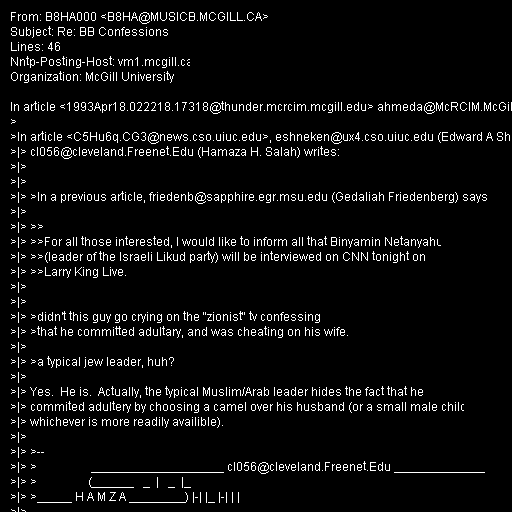 From: B8HA000 <B8HA@MUSICB.MCGILL.CA>
Subject: Re: BB Confessions
Lines: 46
Nntp-Posting-Host: vm1.mcgill.ca
Organization: McGill University

In article <1993Apr18.022218.17318@thunder.mcrcim.mcgill.edu> ahmeda@McRCIM.McGi
>
>In article <C5Hu6q.CG3@news.cso.uiuc.edu>, eshneken@ux4.cso.uiuc.edu (Edward A Sh
>|> cl056@cleveland.Freenet.Edu (Hamaza H. Salah) writes:
>|>
>|>
>|> >In a previous article, friedenb@sapphire.egr.msu.edu (Gedaliah Friedenberg) says
>|>
>|> >>
>|> >>For all those interested, I would like to inform all that Binyamin Netanyahu
>|> >>(leader of the Israeli Likud party) will be interviewed on CNN tonight on
>|> >>Larry King Live.
>|>
>|>
>|> >didn't this guy go crying on the "zionist" tv confessing
>|> >that he committed adultary, and was cheating on his wife.
>|>
>|> >a typical jew leader, huh?
>|>
>|> Yes.  He is.  Actually, the typical Muslim/Arab leader hides the fact that he
>|> commited adultery by choosing a camel over his husband (or a small male child
>|> whichever is more readily availible).
>|>
>|> >--
>|> >                ___________________ cl056@cleveland.Freenet.Edu _____________
>|> >               (______   _  |   _  |_
>|> >_____ H A M Z A ________) |-| |_ |-| | |
>|>